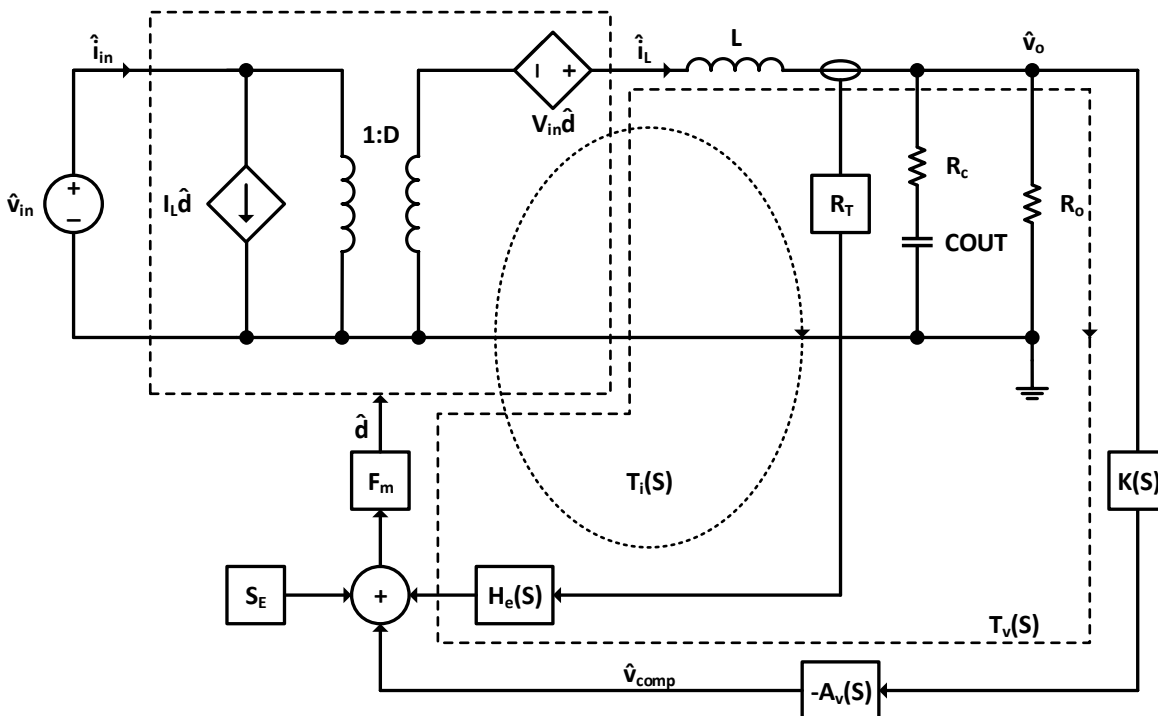 î_in
î_L
L
v̂_o
+
−
v̂_in
I_L d̂
1:D
− +
V_in d̂
R_T
R_c
COUT
R_o
d̂
F_m
T_i(S)
K(S)
S_E
+
H_e(S)
T_v(S)
v̂_comp
-A_v(S)